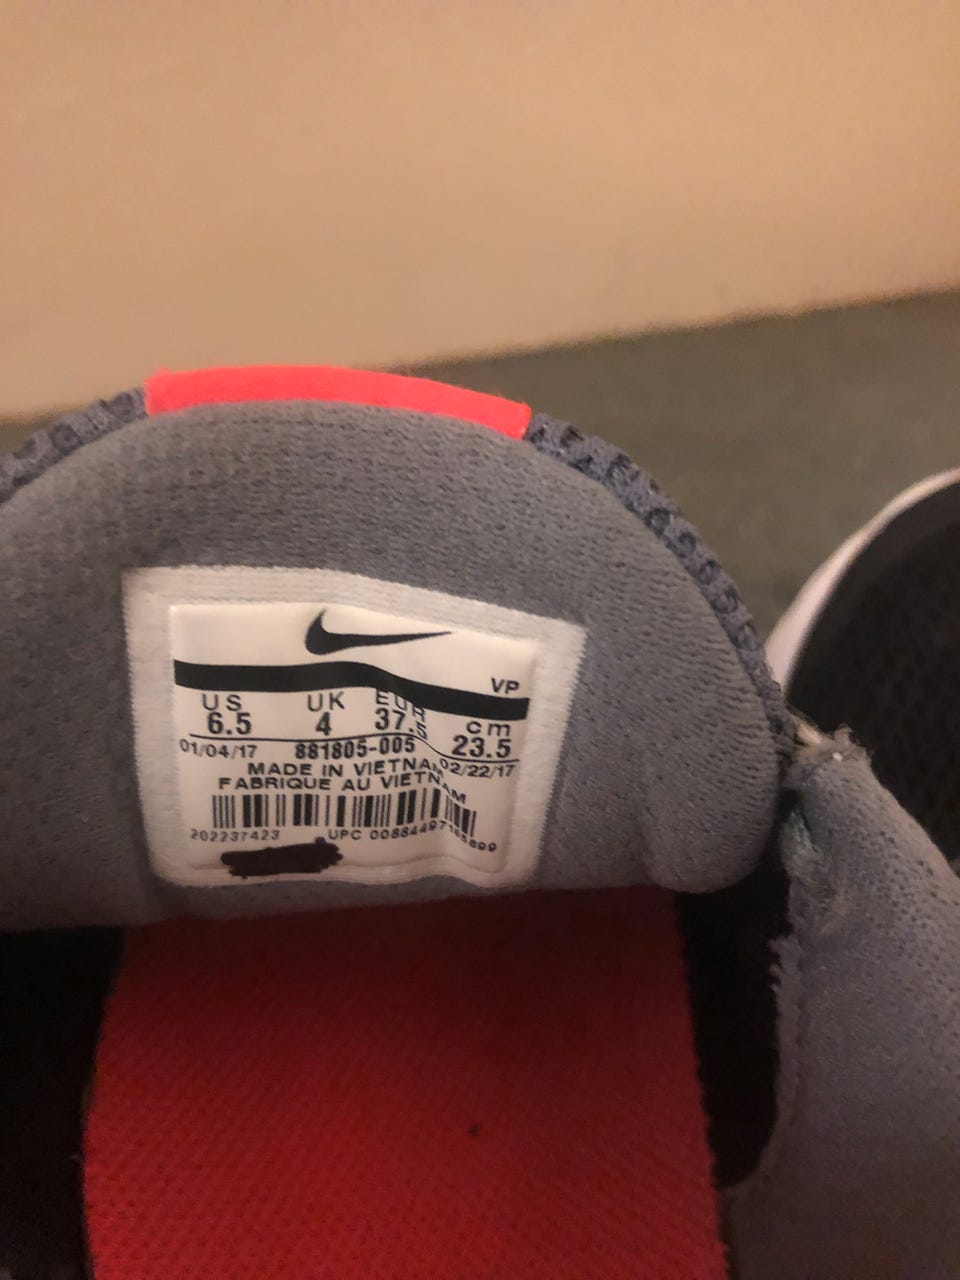 VP
US UK EUR cm
6.5 4 37.5 23.5
01/04/17 881805-005 02/22/17
MADE IN VIETNAM
FABRIQUE AU VIETNAM
202237423 UPC